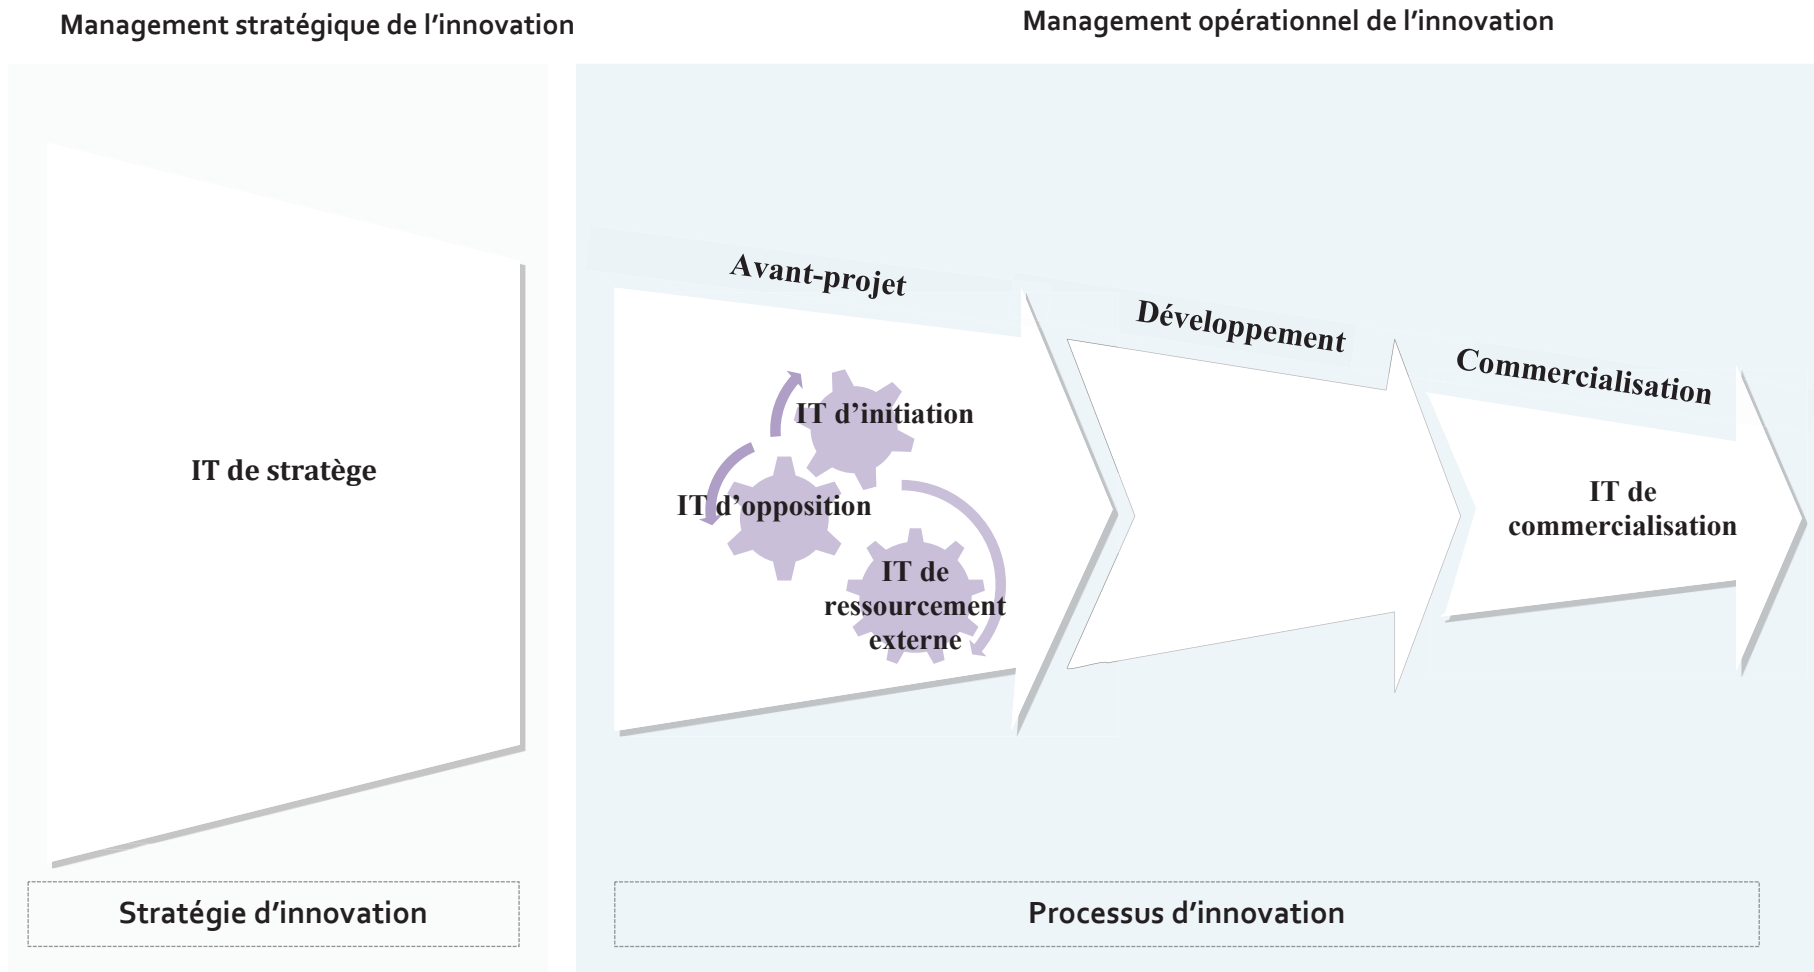 Management stratégique de l'innovation
Management opérationnel de l'innovation
Avant-projet
Développement
Commercialisation
IT de stratège
IT d'initiation
IT d'opposition
IT de
ressourcement
externe
IT de
commercialisation
Stratégie d'innovation
Processus d'innovation